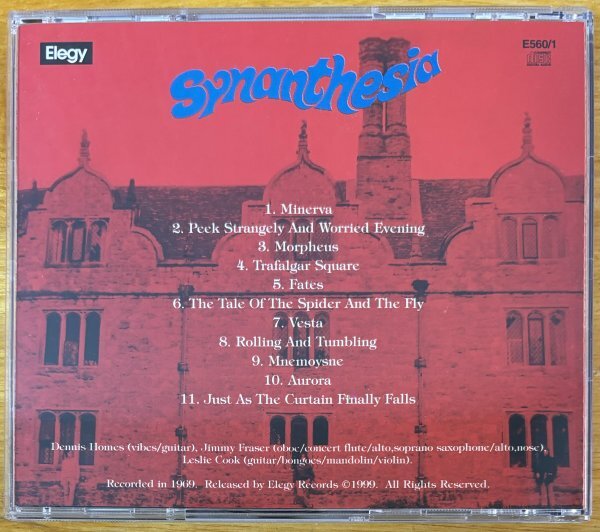 Elegy
E560/1
Synanthesia
1. Minerva
2. Peek Strangely And Worried Evening
3. Morpheus
4. Trafalgar Square
5. Fates
6. The Tale Of The Spider And The Fly
7. Vesta
8. Rolling And Tumbling
9. Mnemoysne
10. Aurora
11. Just As The Curtain Finally Falls
Dennis Homes (vibes/guitar), Jimmy Fraser (oboe/concert flute/alto,soprano saxophone/alto,nose),
Leslie Cook (guitar/bongoes/mandolin/violin).
Recorded in 1969. Released by Elegy Records ©1999. All Rights Reserved.